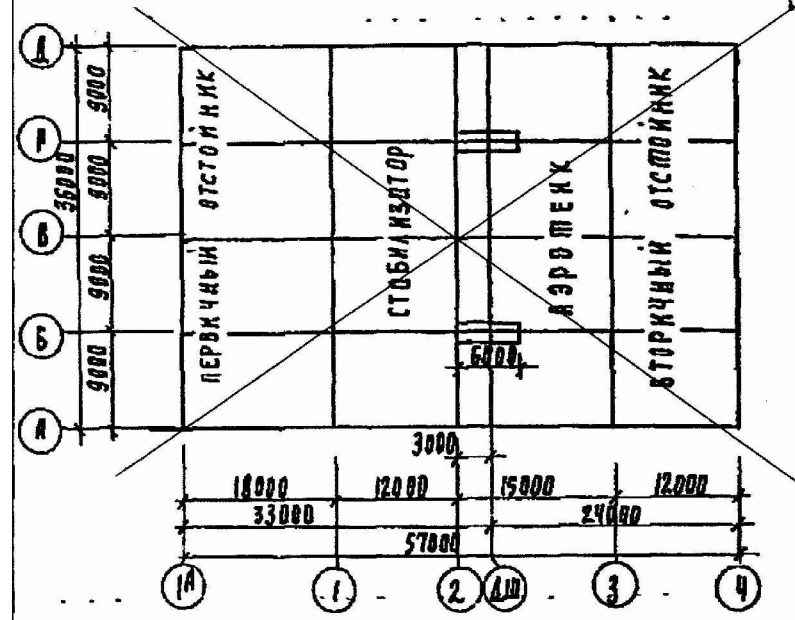 Д
Г
В
Б
А
9000
9000
9000
9000
36000
ПЕРВИЧНЫЙ ОТСТОЙНИК
СТАБИЛИЗАТОР
АЭРОТЕНК
ВТОРИЧНЫЙ ОТСТОЙНИК
6000
3000
18000 12000 15000 12000
33000 24000
57000
1А 1 2 ДШ 3 4